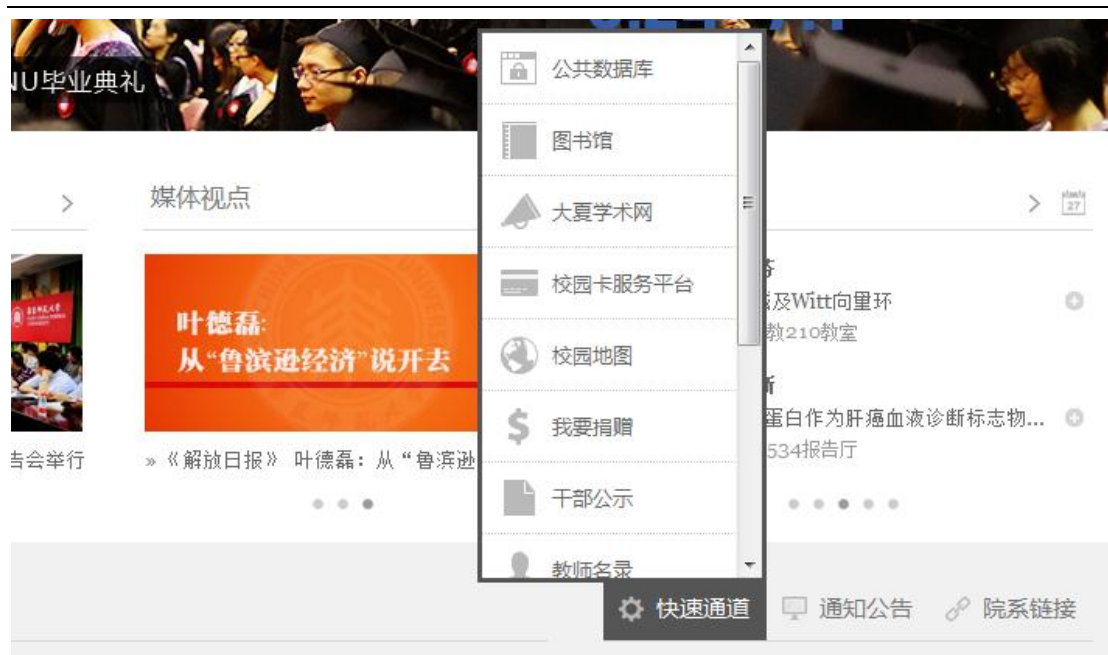 NU毕业典礼
公共数据库
图书馆
大夏学术网
校园卡服务平台
校园地图
我要捐赠
干部公示
教师名录
媒体视点
27
叶德磊:
从“鲁滨逊经济”说开去
告会举行
» 《解放日报》 叶德磊: 从“鲁滨逊
及Witt向量环
教210教室
蛋白作为肝癌血液诊断标志物...
534报告厅
快速通道
通知公告
院系链接